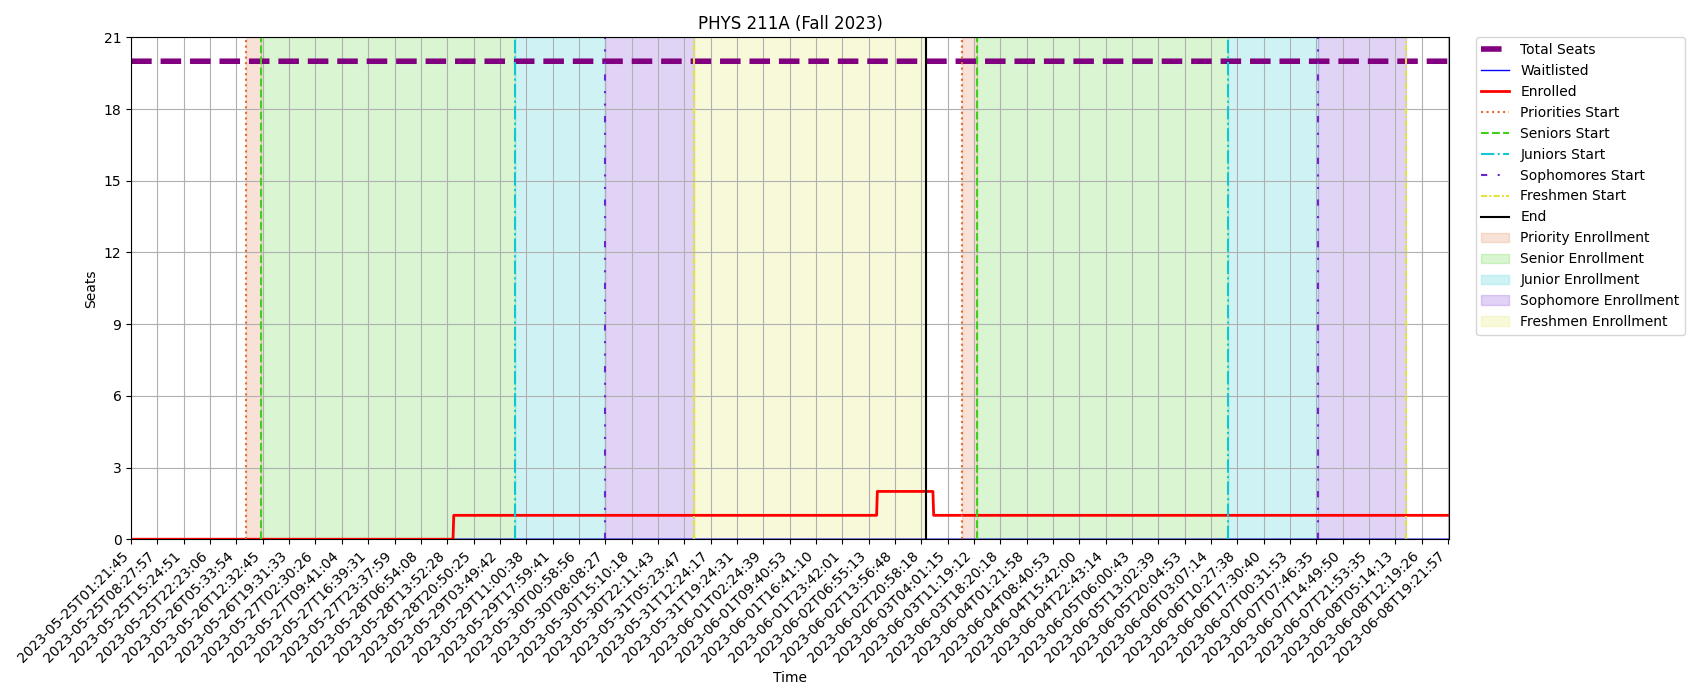 PHYS 211A (Fall 2023)
21
18
15
12
9
6
3
0
Seats
2023-05-25T01:21:45
2023-05-25T08:27:57
2023-05-25T15:24:51
2023-05-25T22:23:06
2023-05-26T05:33:54
2023-05-26T12:32:45
2023-05-26T19:31:33
2023-05-27T02:30:26
2023-05-27T09:41:04
2023-05-27T16:39:31
2023-05-27T23:37:59
2023-05-28T06:54:08
2023-05-28T13:52:28
2023-05-28T20:50:25
2023-05-29T03:49:42
2023-05-29T11:00:38
2023-05-29T17:59:41
2023-05-30T00:58:56
2023-05-30T08:08:27
2023-05-30T15:10:18
2023-05-30T22:11:43
2023-05-31T05:23:47
2023-05-31T12:24:17
2023-05-31T19:24:31
2023-06-01T02:24:39
2023-06-01T09:40:53
2023-06-01T16:41:10
2023-06-01T23:42:01
2023-06-02T06:55:13
2023-06-02T13:56:48
2023-06-02T20:58:18
2023-06-03T04:01:15
2023-06-03T11:19:12
2023-06-03T18:20:18
2023-06-04T01:21:58
2023-06-04T08:40:53
2023-06-04T15:42:00
2023-06-04T22:43:14
2023-06-05T06:00:43
2023-06-05T13:02:39
2023-06-05T20:04:53
2023-06-06T03:07:14
2023-06-06T10:27:38
2023-06-06T17:30:40
2023-06-07T00:31:53
2023-06-07T07:46:35
2023-06-07T14:49:50
2023-06-07T21:53:35
2023-06-08T05:14:13
2023-06-08T12:19:26
2023-06-08T19:21:57
Time
Total Seats
Waitlisted
Enrolled
Priorities Start
Seniors Start
Juniors Start
Sophomores Start
Freshmen Start
End
Priority Enrollment
Senior Enrollment
Junior Enrollment
Sophomore Enrollment
Freshmen Enrollment